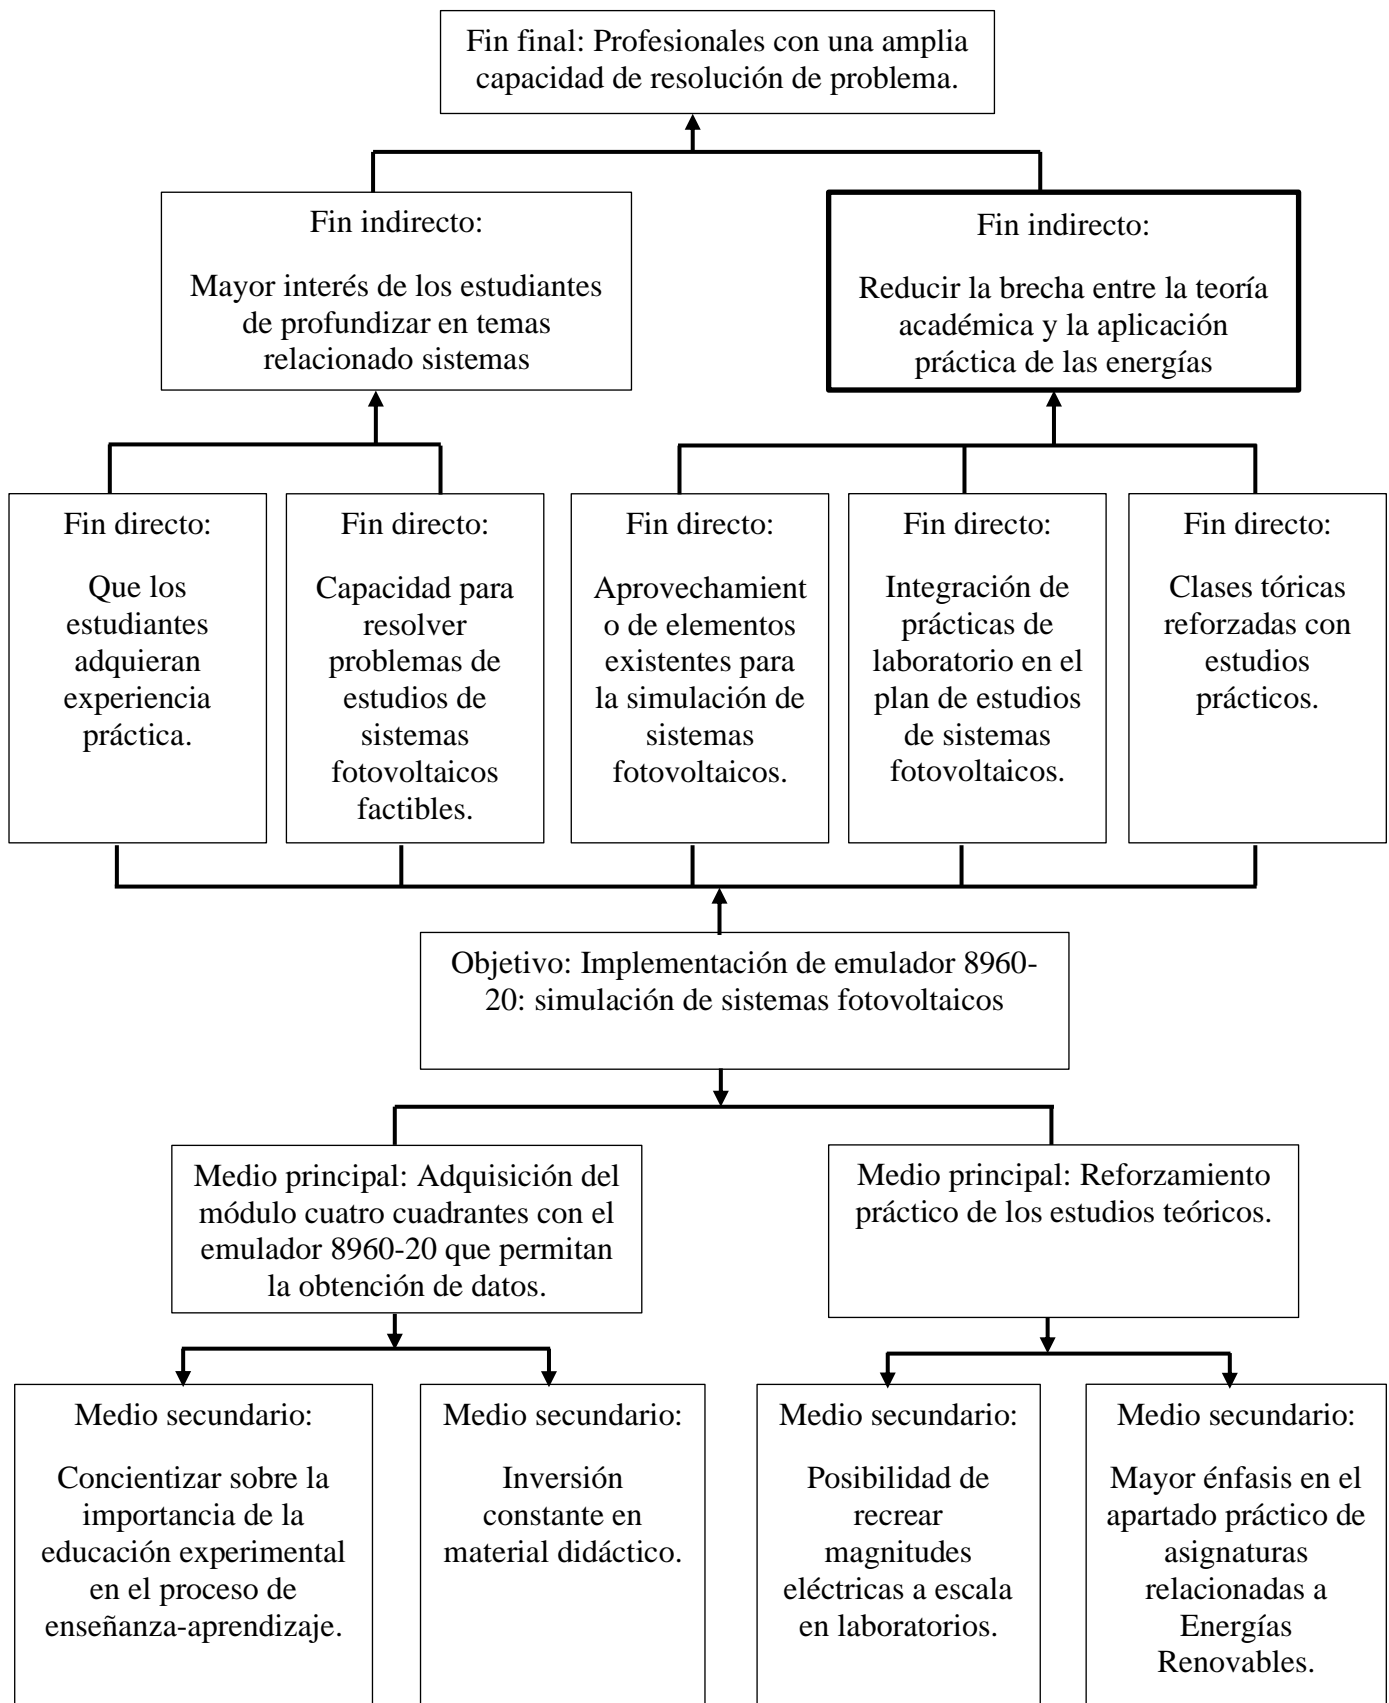 Fin final: Profesionales con una amplia
capacidad de resolución de problema.
Fin indirecto:
Mayor interés de los estudiantes
de profundizar en temas
relacionado sistemas
Fin indirecto:
Reducir la brecha entre la teoría
académica y la aplicación
práctica de las energías
Fin directo:
Que los
estudiantes
adquieran
experiencia
práctica.
Fin directo:
Capacidad para
resolver
problemas de
estudios de
sistemas
fotovoltaicos
factibles.
Fin directo:
Aprovechamient
o de elementos
existentes para
la simulación de
sistemas
fotovoltaicos.
Fin directo:
Integración de
prácticas de
laboratorio en el
plan de estudios
de sistemas
fotovoltaicos.
Fin directo:
Clases tóricas
reforzadas con
estudios
prácticos.
Objetivo: Implementación de emulador 8960-
20: simulación de sistemas fotovoltaicos
Medio principal: Adquisición del
módulo cuatro cuadrantes con el
emulador 8960-20 que permitan
la obtención de datos.
Medio principal: Reforzamiento
práctico de los estudios teóricos.
Medio secundario:
Concientizar sobre la
importancia de la
educación experimental
en el proceso de
enseñanza-aprendizaje.
Medio secundario:
Inversión
constante en
material didáctico.
Medio secundario:
Posibilidad de
recrear
magnitudes
eléctricas a escala
en laboratorios.
Medio secundario:
Mayor énfasis en el
apartado práctico de
asignaturas
relacionadas a
Energías
Renovables.